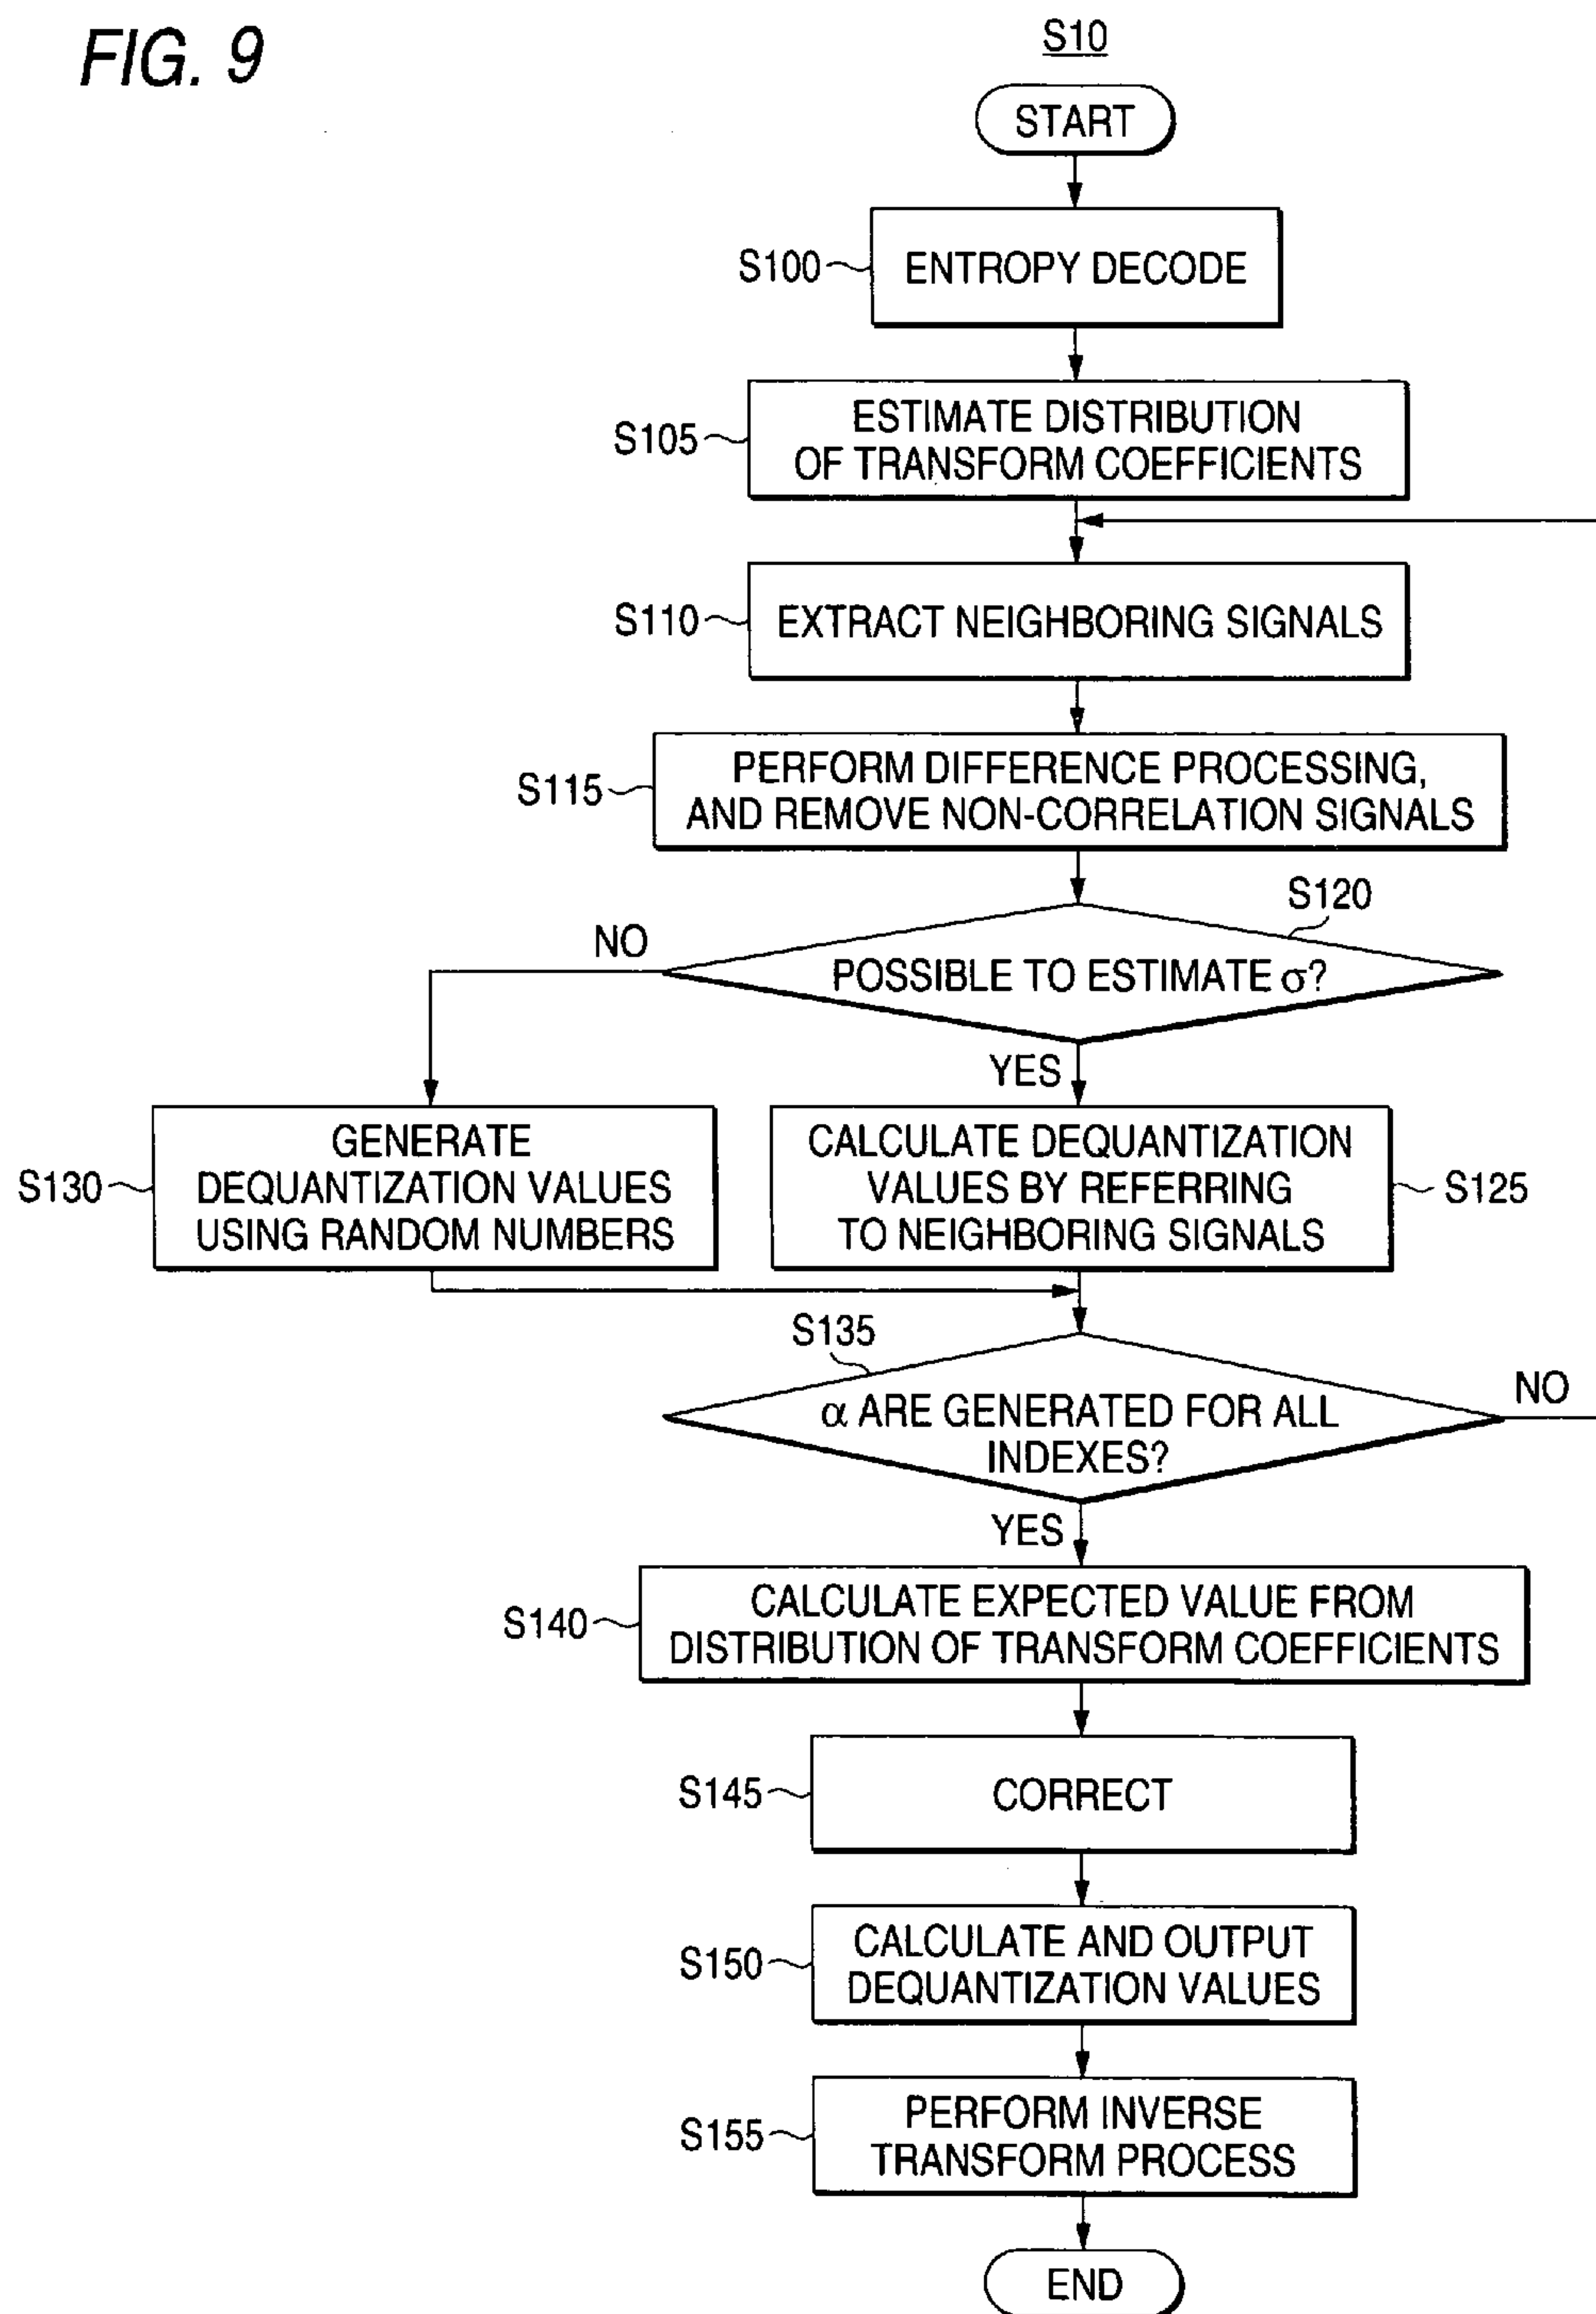 FIG. 9
S10
START
S100
ENTROPY DECODE
S105
ESTIMATE DISTRIBUTION
OF TRANSFORM COEFFICIENTS
S110
EXTRACT NEIGHBORING SIGNALS
S115
PERFORM DIFFERENCE PROCESSING,
AND REMOVE NON-CORRELATION SIGNALS
S120
NO
POSSIBLE TO ESTIMATE σ?
YES
S130
GENERATE
DEQUANTIZATION VALUES
USING RANDOM NUMBERS
CALCULATE DEQUANTIZATION
VALUES BY REFERRING
TO NEIGHBORING SIGNALS
S125
S135
α ARE GENERATED FOR ALL
INDEXES?
NO
YES
S140
CALCULATE EXPECTED VALUE FROM
DISTRIBUTION OF TRANSFORM COEFFICIENTS
S145
CORRECT
S150
CALCULATE AND OUTPUT
DEQUANTIZATION VALUES
S155
PERFORM INVERSE
TRANSFORM PROCESS
END